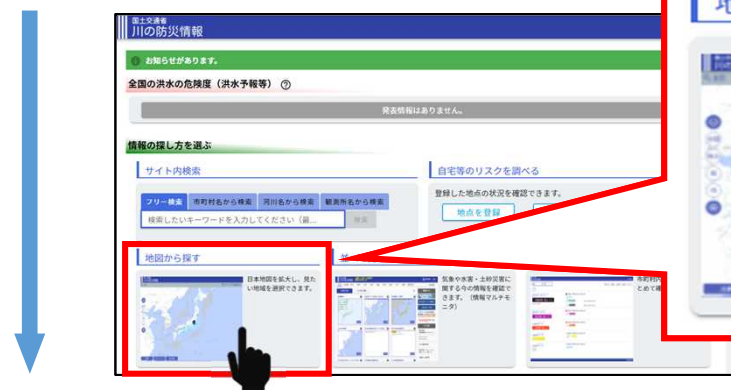 国土交通省
川の防災情報
お知らせがあります。
全国の洪水の危険度（洪水予報等）
発表情報はありません。
情報の探し方を選ぶ
サイト内検索
自宅等のリスクを調べる
フリー検索 市町村名から検索 河川名から検索 観測所名から検索
登録した地点の状況を確認できます。
検索したいキーワードを入力してください（最...
検索
地点を登録
地図から探す
日本地図を拡大し、見た
い地域を選択できます。
気象や水害・土砂災害に
関する今の情報を確認で
きます。（情報マルチモ
ニタ）